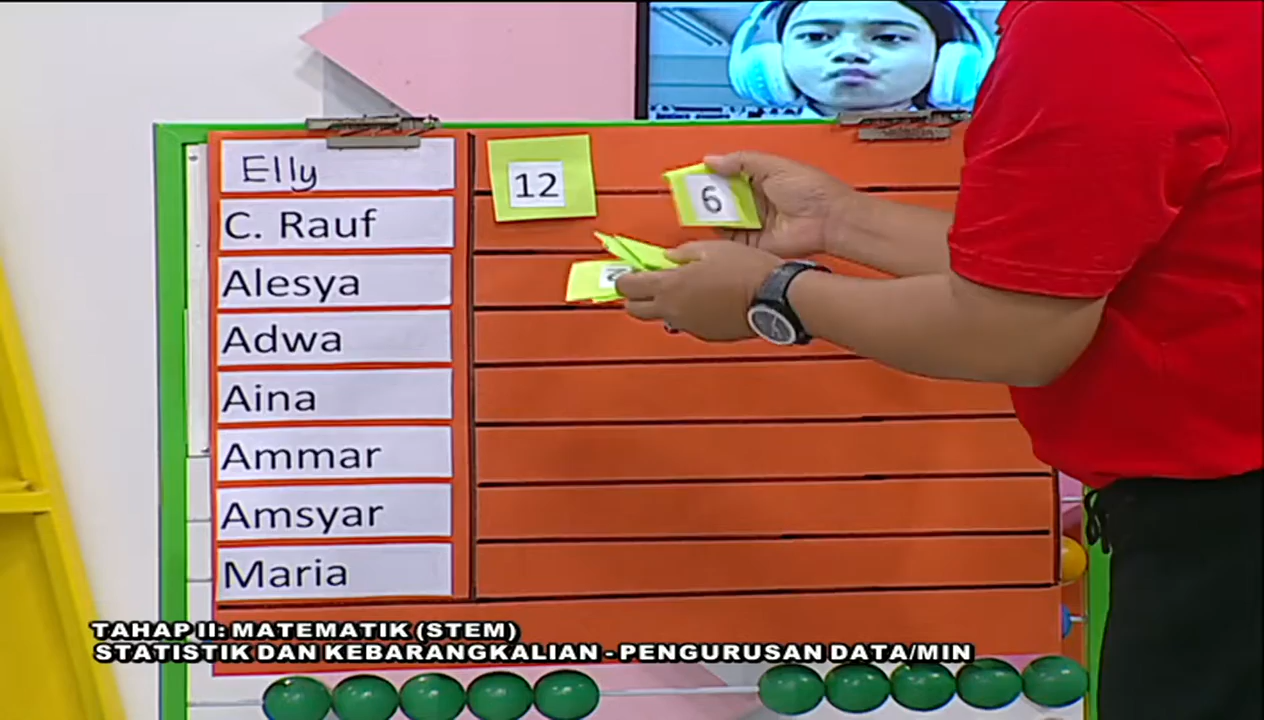 Elly
12
6
C. Rauf
Alesya
Adwa
Aina
Ammar
Amsyar
Maria
TAHAP II: MATEMATIK (STEM)
STATISTIK DAN KEBARANGKALIAN - PENGURUSAN DATA/MIN